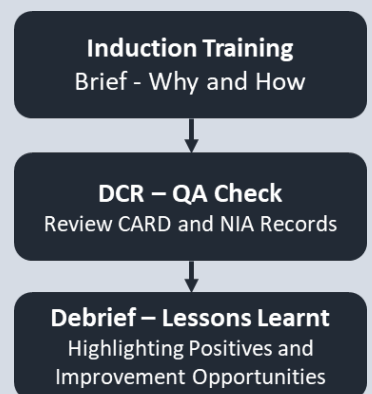 Induction Training
Brief - Why and How
DCR – QA Check
Review CARD and NIA Records
Debrief – Lessons Learnt
Highlighting Positives and
Improvement Opportunities